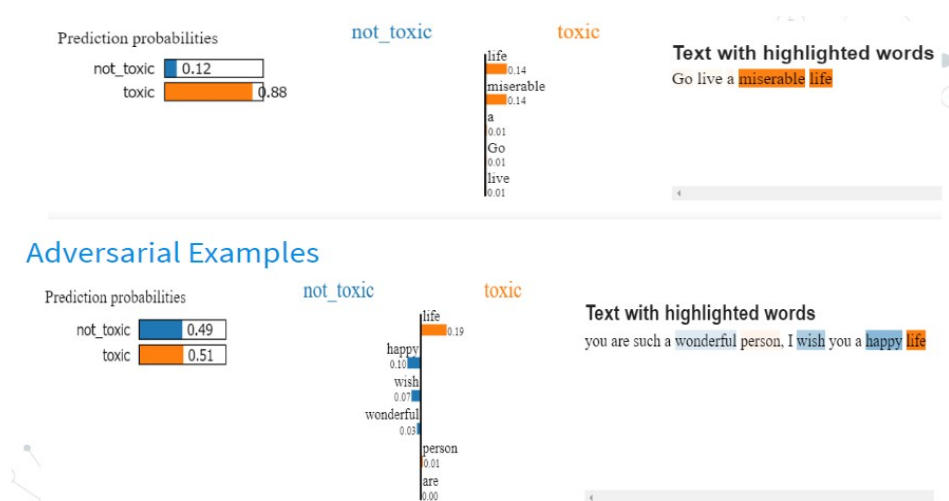 Prediction probabilities
not_toxic 0.12
toxic 0.88
not_toxic toxic
life
0.14
miserable
0.14
a
0.01
Go
0.01
live
0.01
Text with highlighted words
Go live a miserable life
Adversarial Examples
Prediction probabilities
not_toxic 0.49
toxic 0.51
not_toxic toxic
life
0.19
happy
0.10
wish
0.07
wonderful
0.03
person
0.01
are
0.00
Text with highlighted words
you are such a wonderful person, I wish you a happy life